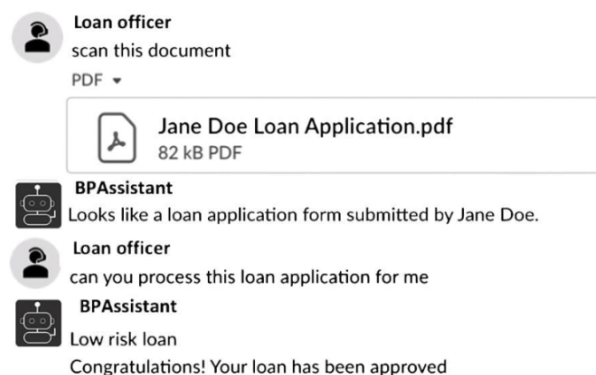 Loan officer
scan this document
PDF
Jane Doe Loan Application.pdf
82 kB PDF
BPAssistant
Looks like a loan application form submitted by Jane Doe.
Loan officer
can you process this loan application for me
BPAssistant
Low risk loan
Congratulations! Your loan has been approved